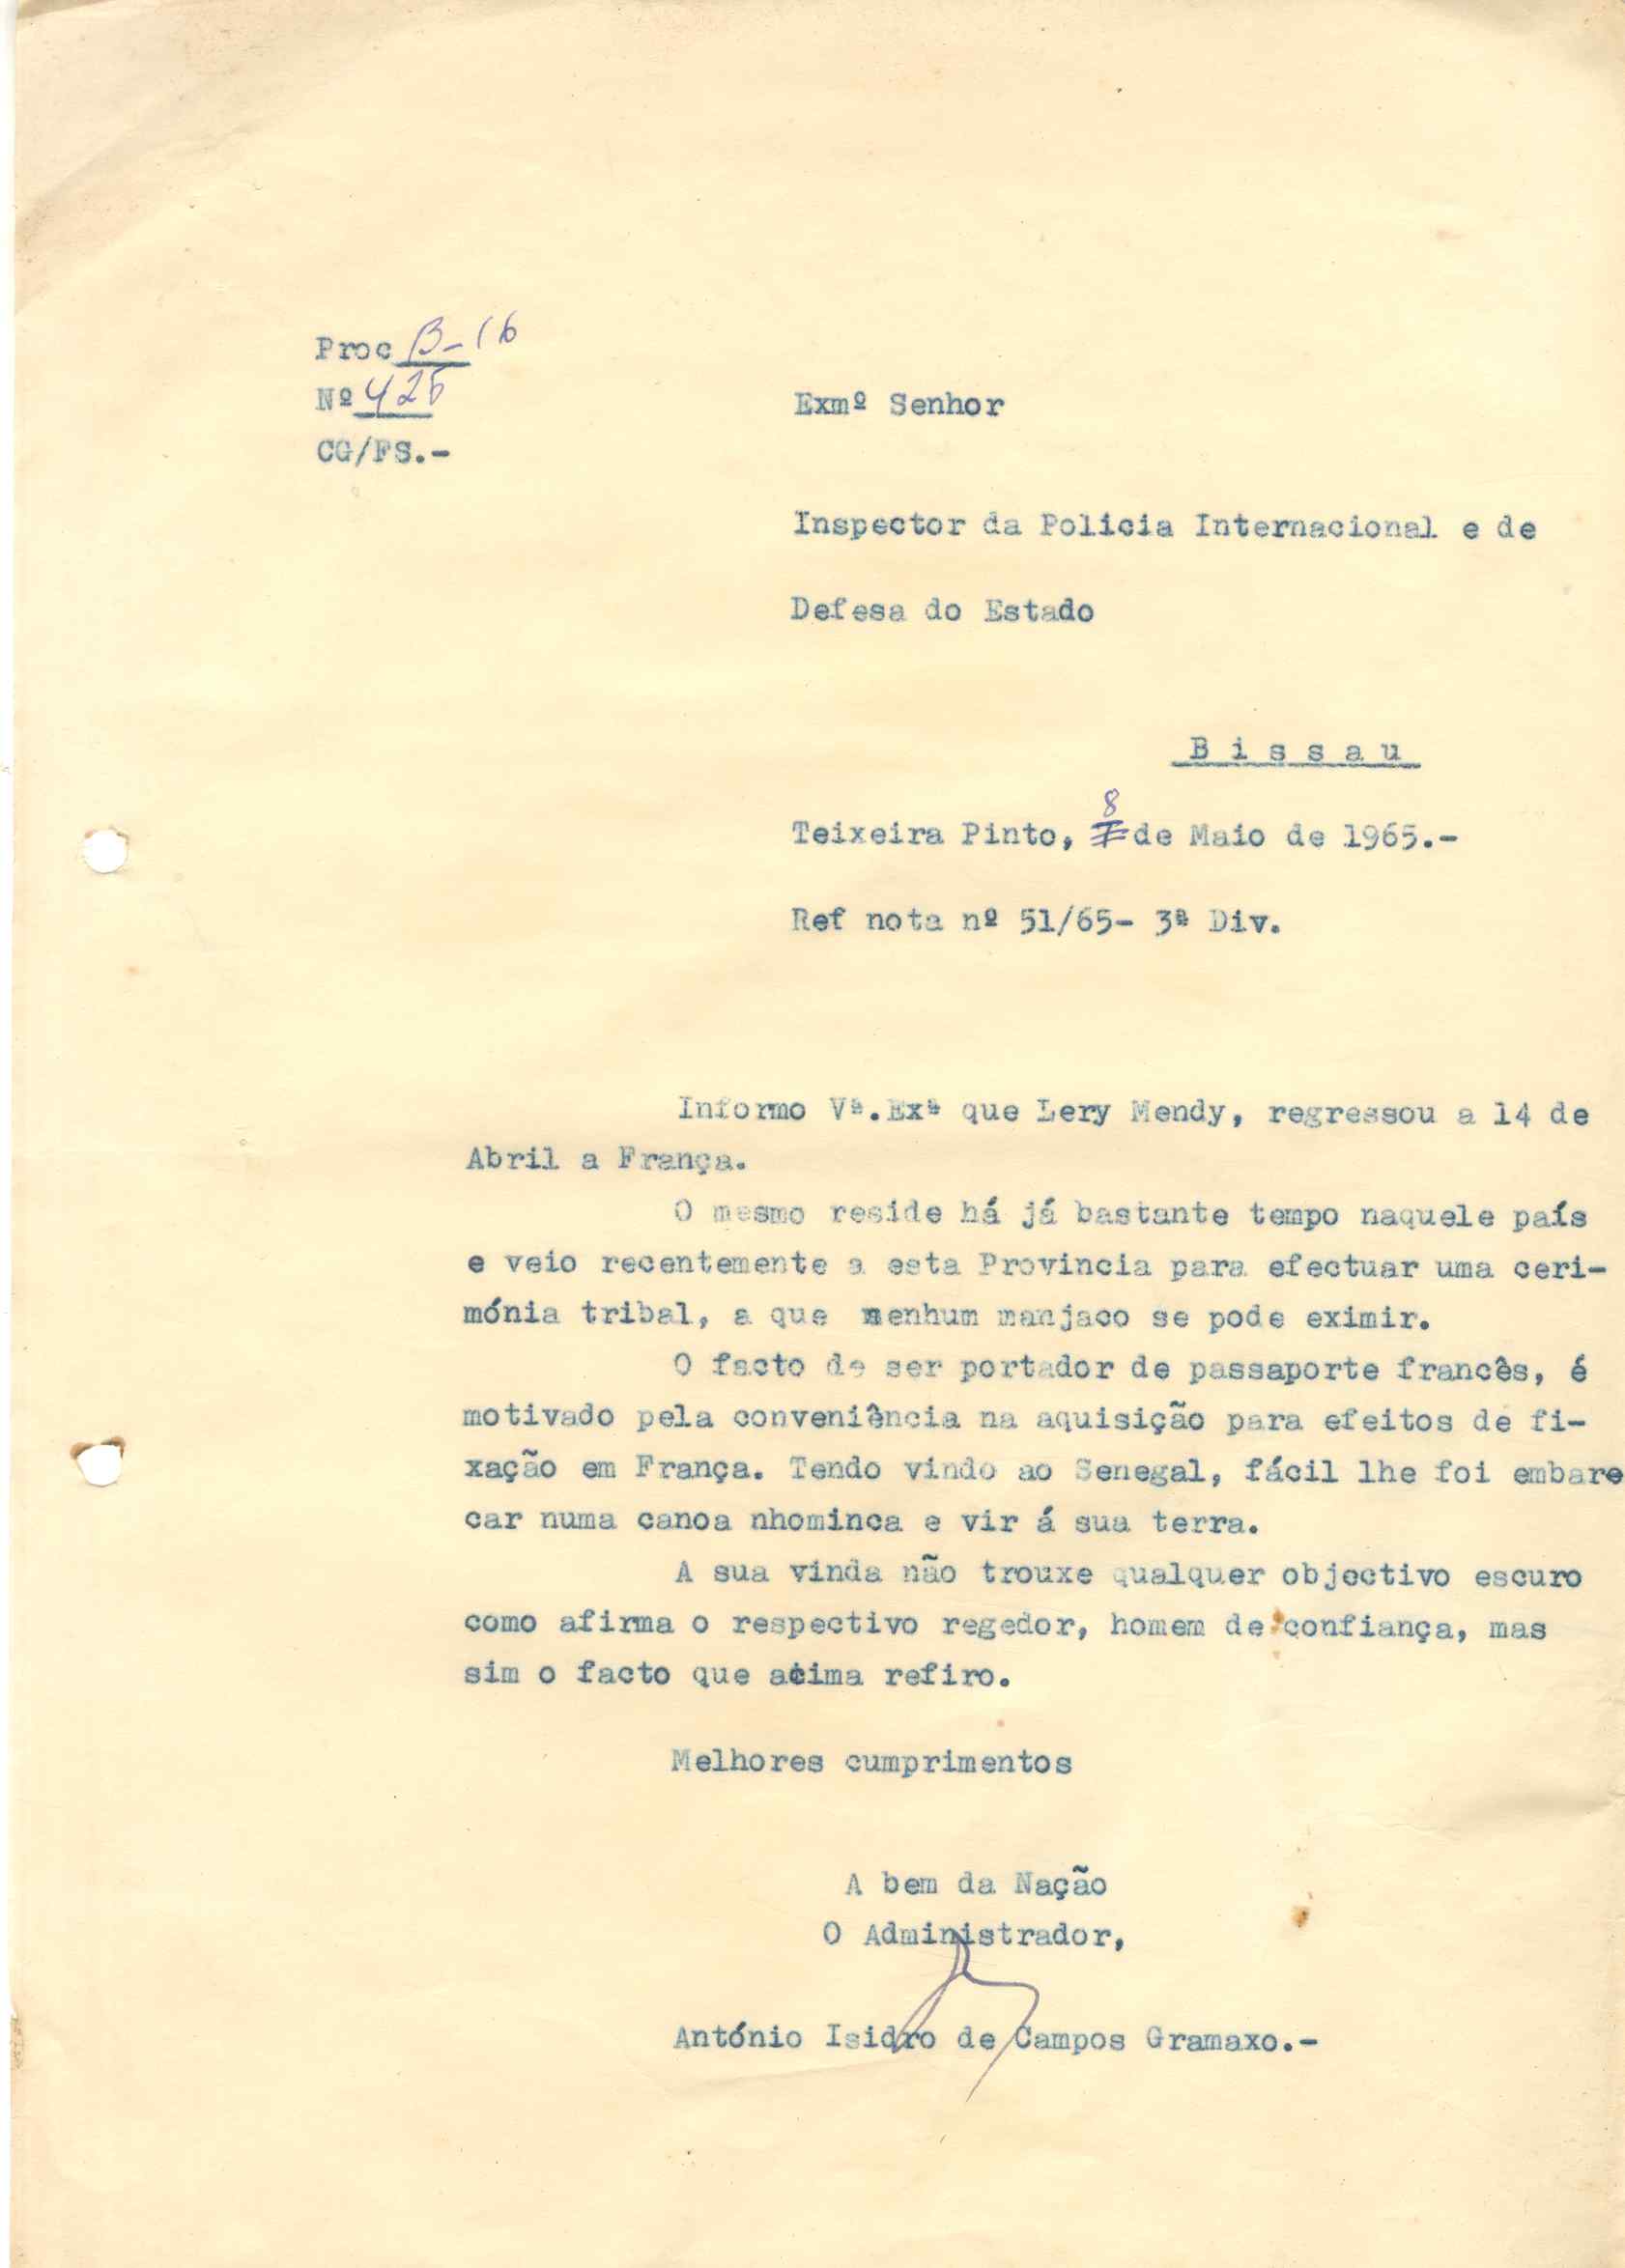 Proc B-16
Nº 425
CG/FS.-
Exmº Senhor
Inspector da Policia Internacional e de
Defesa do Estado
Bissau
8
Teixeira Pinto, 7 de Maio de 1965.-
Ref nota nº 51/65- 3ª Div.
Informo Vª.Exª que Lery Mendy, regressou a 14 de
Abril a França.
O mesmo reside há já bastante tempo naquele país
e veio recentemente a esta Provincia para efectuar uma ceri-
mónia tribal, a que nenhum manjaco se pode eximir.
O facto de ser portador de passaporte francês, é
motivado pela conveniência na aquisição para efeitos de fi-
xação em França. Tendo vindo ao Senegal, fácil lhe foi embare
car numa canoa nhominca e vir á sua terra.
A sua vinda não trouxe qualquer objectivo escuro
como afirma o respectivo regedor, homem de confiança, mas
sim o facto que acima refiro.
Melhores cumprimentos
A bem da Nação
O Administrador,
António Isidro de Campos Gramaxo.-